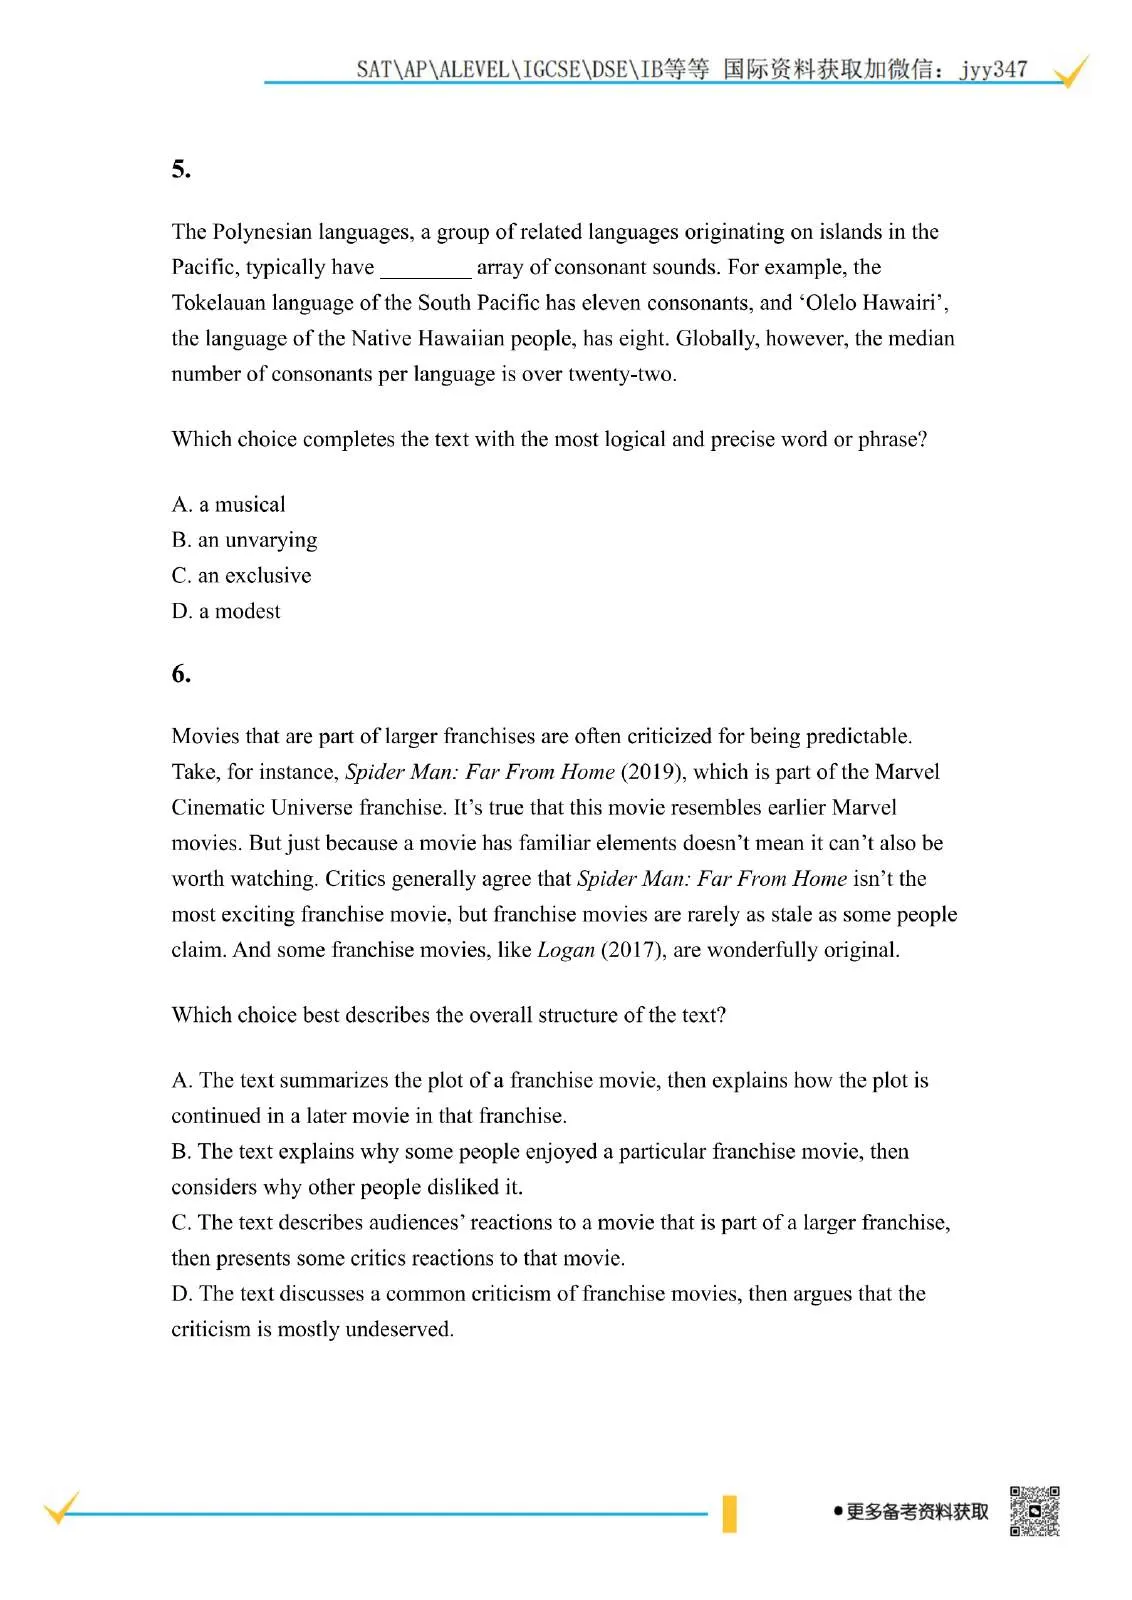 SAT\AP\ALEVEL\IGCSE\DSE\IB等等 国际资料获取加微信：jyy347
5.
The Polynesian languages, a group of related languages originating on islands in the
Pacific, typically have ________ array of consonant sounds. For example, the
Tokelauan language of the South Pacific has eleven consonants, and ‘Olelo Hawairi’,
the language of the Native Hawaiian people, has eight. Globally, however, the median
number of consonants per language is over twenty-two.
Which choice completes the text with the most logical and precise word or phrase?
A. a musical
B. an unvarying
C. an exclusive
D. a modest
6.
Movies that are part of larger franchises are often criticized for being predictable.
Take, for instance, Spider Man: Far From Home (2019), which is part of the Marvel
Cinematic Universe franchise. It’s true that this movie resembles earlier Marvel
movies. But just because a movie has familiar elements doesn’t mean it can’t also be
worth watching. Critics generally agree that Spider Man: Far From Home isn’t the
most exciting franchise movie, but franchise movies are rarely as stale as some people
claim. And some franchise movies, like Logan (2017), are wonderfully original.
Which choice best describes the overall structure of the text?
A. The text summarizes the plot of a franchise movie, then explains how the plot is
continued in a later movie in that franchise.
B. The text explains why some people enjoyed a particular franchise movie, then
considers why other people disliked it.
C. The text describes audiences’ reactions to a movie that is part of a larger franchise,
then presents some critics reactions to that movie.
D. The text discusses a common criticism of franchise movies, then argues that the
criticism is mostly undeserved.
●更多备考资料获取